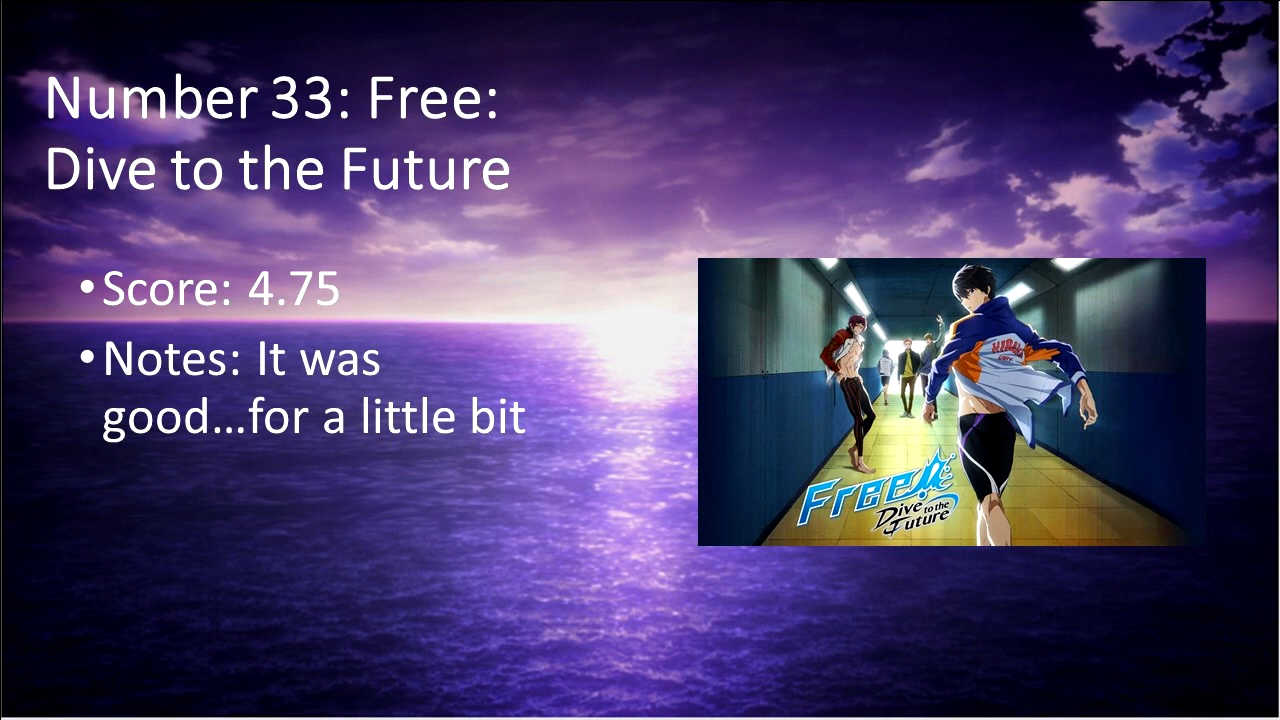 Number 33: Free:
Dive to the Future
•Score: 4.75
•Notes: It was
good...for a little bit
Free!
Dive to the
Future